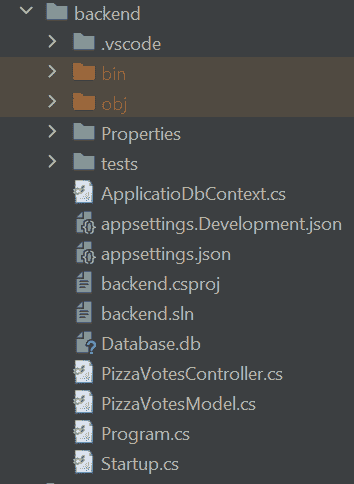 backend
.vscode
bin
obj
Properties
tests
ApplicatioDbContext.cs
appsettings.Development.json
appsettings.json
backend.csproj
backend.sln
Database.db
PizzaVotesController.cs
PizzaVotesModel.cs
Program.cs
Startup.cs